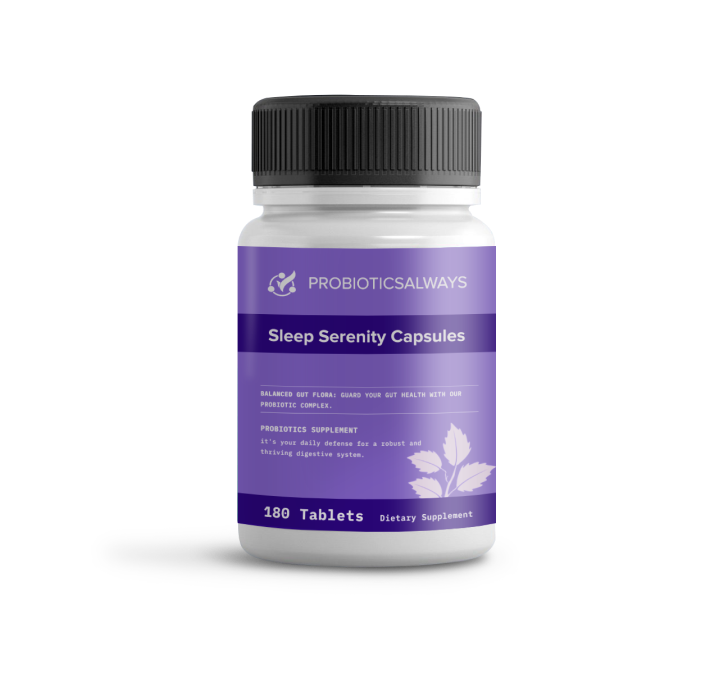 PROBIOTICSALWAYS
Sleep Serenity Capsules
BALANCED GUT FLORA: GUARD YOUR GUT HEALTH WITH OUR
PROBIOTIC COMPLEX.
PROBIOTICS SUPPLEMENT
it's your daily defense for a robust and
thriving digestive system.
180 Tablets Dietary Supplement